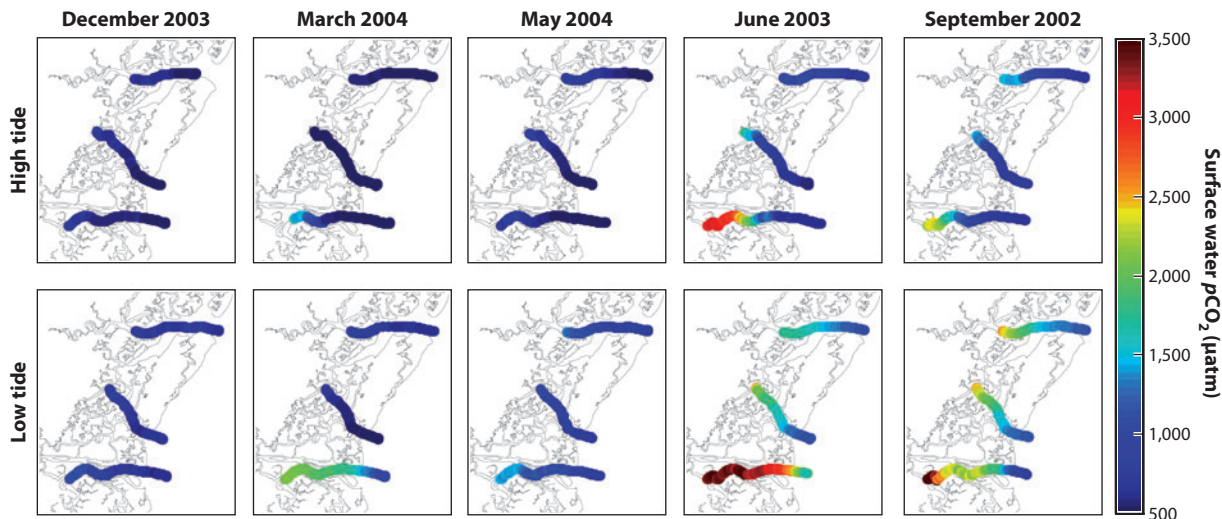 December 2003
March 2004
May 2004
June 2003
September 2002
High tide
Low tide
3,500
3,000
2,500
2,000
1,500
1,000
500
Surface water pCO₂ (µatm)